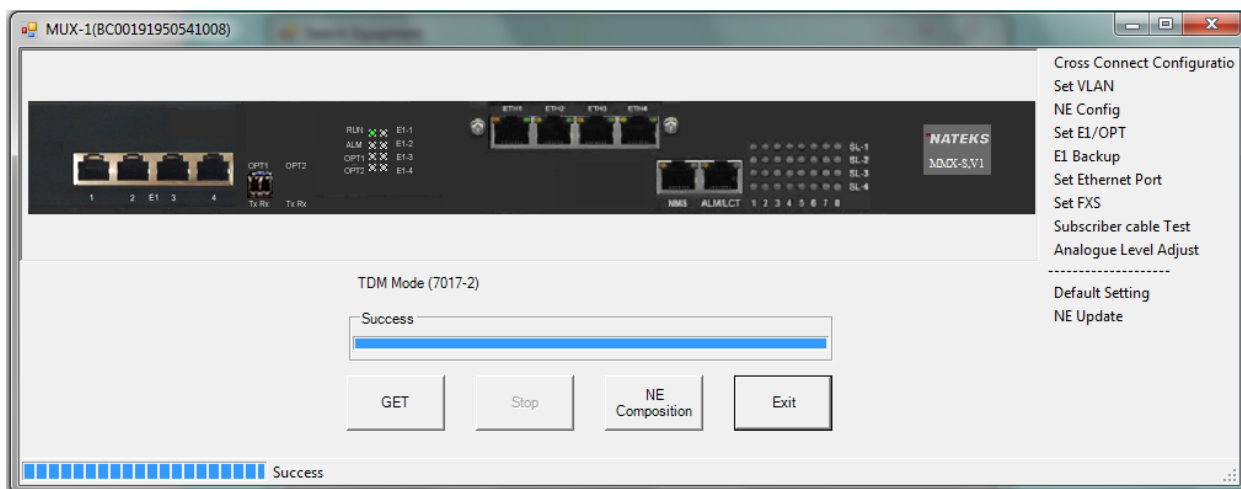 MUX-1(BC00191950541008)
Cross Connect Configuratio
Set VLAN
NE Config
Set E1/OPT
E1 Backup
Set Ethernet Port
Set FXS
Subscriber cable Test
Analogue Level Adjust
--------------------
Default Setting
NE Update
ETH1 ETH2 ETH3 ETH4
RUN E1-1
ALM E1-2
OPT1 E1-3
OPT2 E1-4
OPT1 OPT2
1 2 E1 3 4
Tx Rx Tx Rx
NATEKS
MMX-S,V1
SL-1
SL-2
SL-3
SL-4
NMS ALM/LCT 1 2 3 4 5 6 7 8
TDM Mode (7017-2)
Success
GET
Stop
NE
Composition
Exit
Success